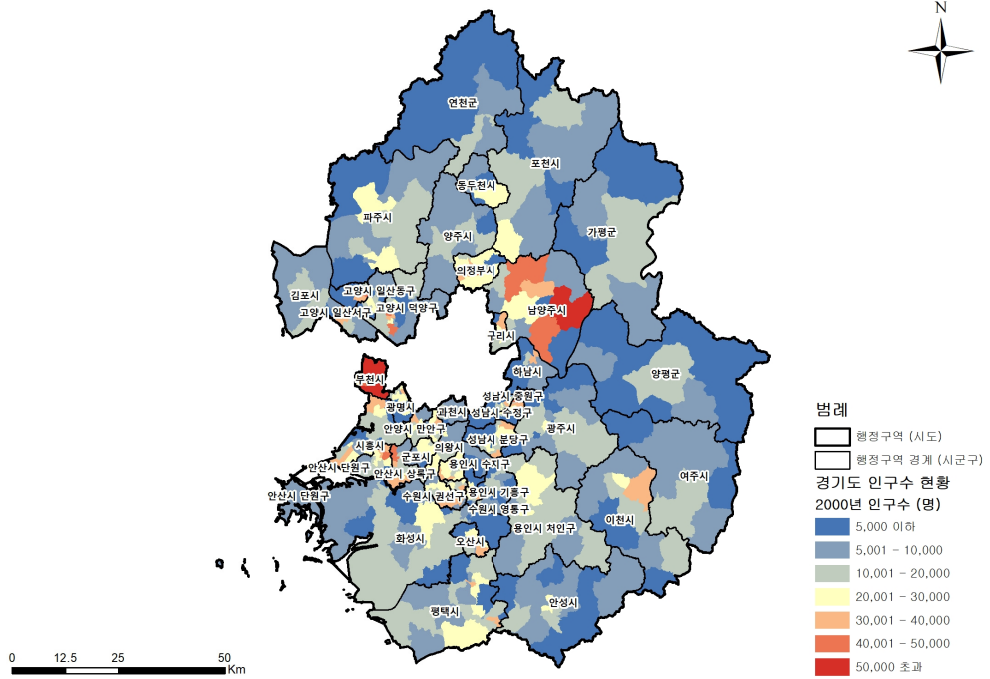 N
연천군
포천시
동두천시
파주시
가평군
양주시
의정부시
고양시 일산동구
김포시
고양시 덕양구
남양주시
고양시 일산서구
구리시
부천시
하남시
양평군
성남시 중원구
광명시
과천시
성남시 수정구
안양시 만안구
광주시
시흥시
의왕시
성남시 분당구
군포시
안산시 단원구
용인시 수지구
안산시 상록구
여주시
안산시 단원구
수원시 권선구
용인시 기흥구
수원시 영통구
이천시
용인시 처인구
화성시
오산시
안성시
평택시
범례
행정구역 (시도)
행정구역 경계 (시군구)
경기도 인구수 현황
2000년 인구수 (명)
5,000 이하
5,001 - 10,000
10,001 - 20,000
20,001 - 30,000
30,001 - 40,000
40,001 - 50,000
50,000 초과
0 12.5 25 50
Km